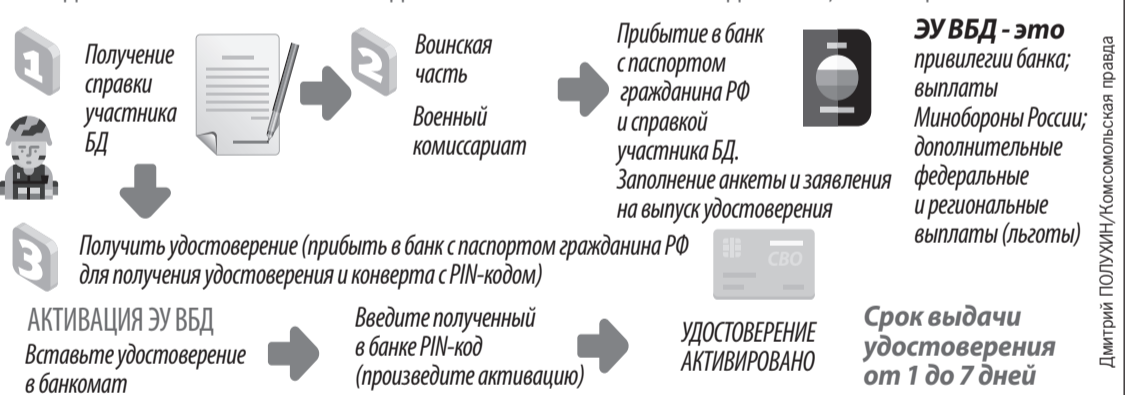 1
Получение
справки
участника
БД
2
Воинская
часть
Военный
комиссариат
Прибытие в банк
с паспортом
гражданина РФ
и справкой
участника БД.
Заполнение анкеты и заявления
на выпуск удостоверения
ЭУ ВБД - это
привилегии банка;
выплаты
Минобороны России;
дополнительные
федеральные
и региональные
выплаты (льготы)
3
Получить удостоверение (прибыть в банк с паспортом гражданина РФ
для получения удостоверения и конверта с PIN-кодом)
СВО
АКТИВАЦИЯ ЭУ ВБД
Вставьте удостоверение
в банкомат
Введите полученный
в банке PIN-код
(произведите активацию)
УДОСТОВЕРЕНИЕ
АКТИВИРОВАНО
Срок выдачи
удостоверения
от 1 до 7 дней
Дмитрий ПОЛУХИН/Комсомольская правда